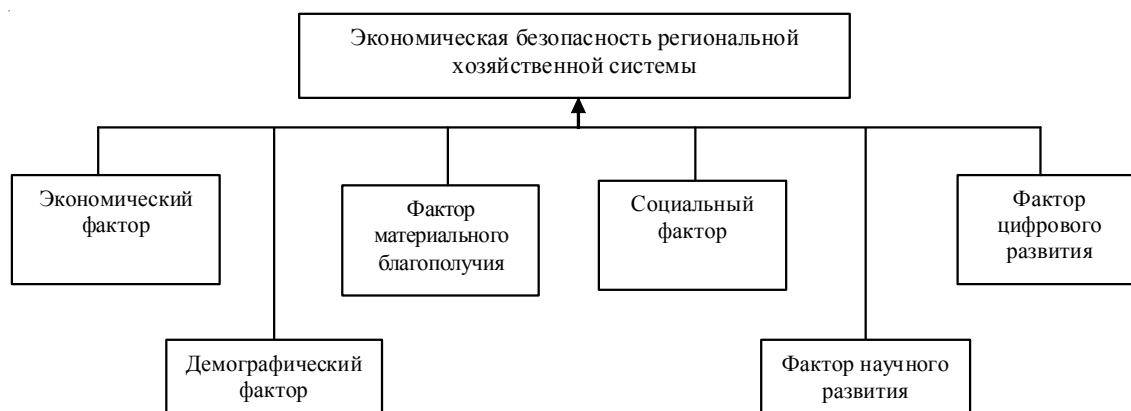 Экономическая безопасность региональной
хозяйственной системы
Экономический
фактор
Фактор
материального
благополучия
Социальный
фактор
Фактор
цифрового
развития
Демографический
фактор
Фактор научного
развития